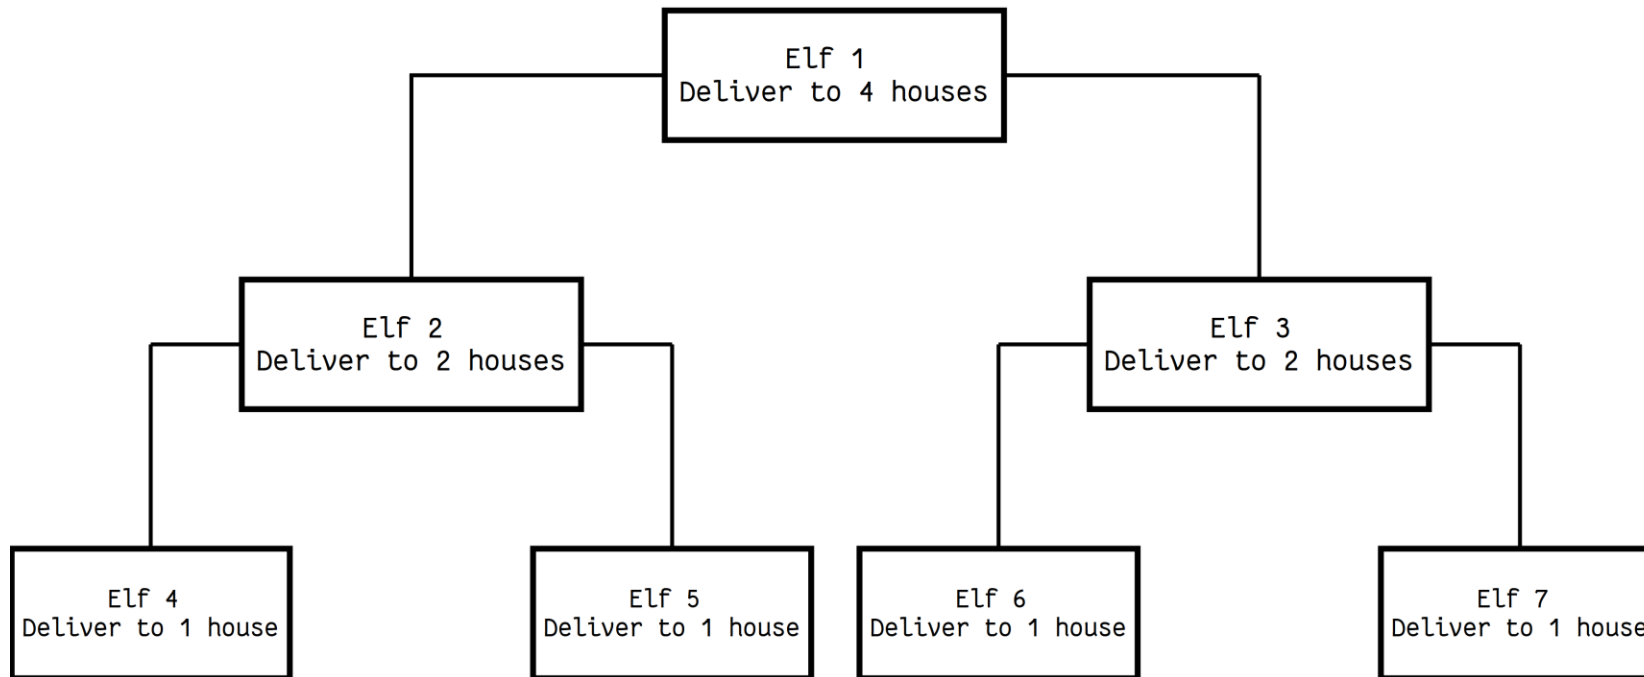 Elf 1
Deliver to 4 houses
Elf 2
Deliver to 2 houses
Elf 3
Deliver to 2 houses
Elf 4
Deliver to 1 house
Elf 5
Deliver to 1 house
Elf 6
Deliver to 1 house
Elf 7
Deliver to 1 house